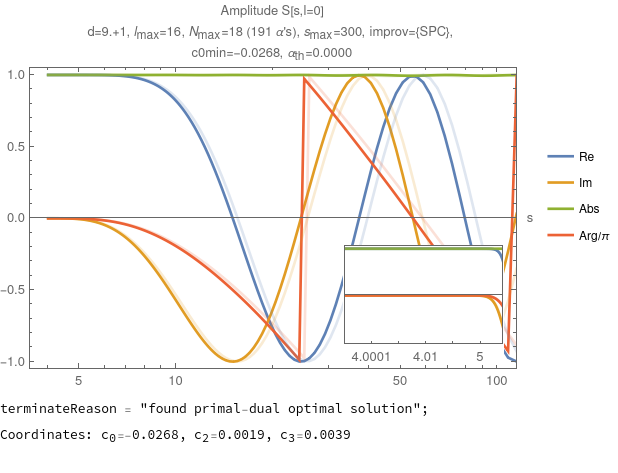 Amplitude S[s,l=0]
d=9.+1, lmax=16, Nmax=18 (191 α's), smax=300, improv={SPC},
c0min=-0.0268, αth=0.0000
1.0
0.5
0.0
-0.5
-1.0
s
Re
Im
Abs
Arg/π
4.0001 4.01 5
5 10 50 100
terminateReason = "found primal-dual optimal solution";
Coordinates: c0=-0.0268, c2=0.0019, c3=0.0039